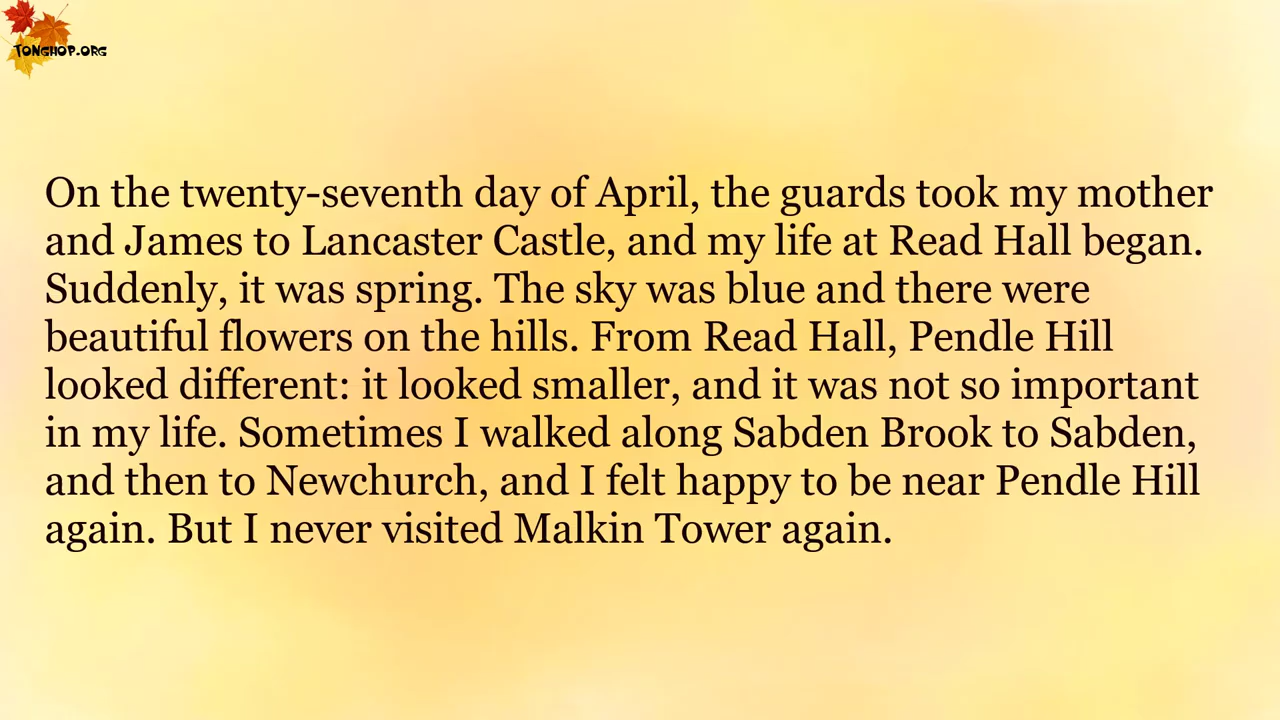 TONGHOP.ORG
On the twenty-seventh day of April, the guards took my mother
and James to Lancaster Castle, and my life at Read Hall began.
Suddenly, it was spring. The sky was blue and there were
beautiful flowers on the hills. From Read Hall, Pendle Hill
looked different: it looked smaller, and it was not so important
in my life. Sometimes I walked along Sabden Brook to Sabden,
and then to Newchurch, and I felt happy to be near Pendle Hill
again. But I never visited Malkin Tower again.